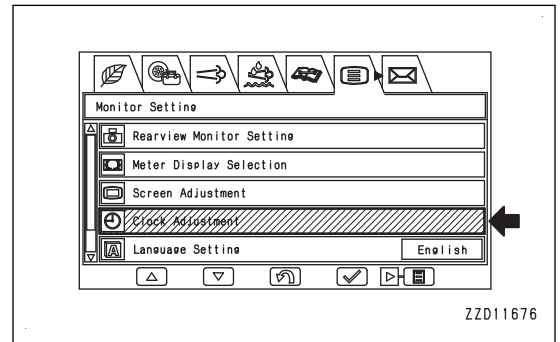 Monitor Setting
Rearview Monitor Setting
Meter Display Selection
Screen Adjustment
Clock Adjustment
Language Setting English
ZZD11676